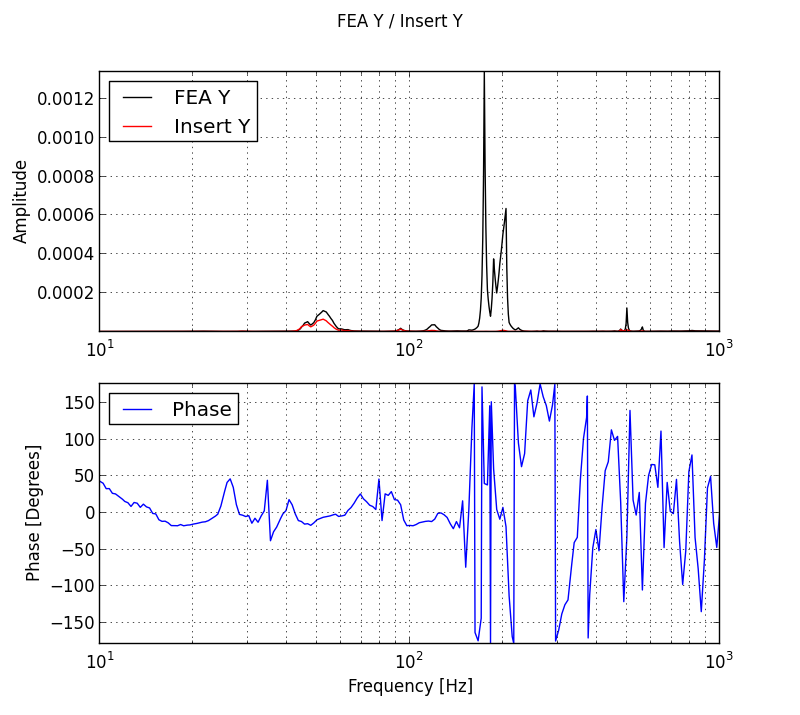 FEA Y / Insert Y
FEA Y
Insert Y
Amplitude
0.0012
0.0010
0.0008
0.0006
0.0004
0.0002
10¹ 10² 10³
Phase
Phase [Degrees]
150
100
50
0
−50
−100
−150
10¹ 10² 10³
Frequency [Hz]